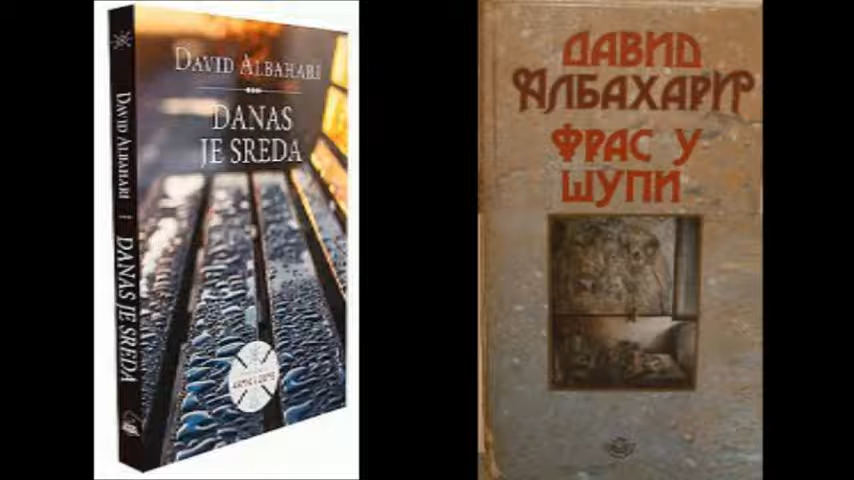 DAVID ALBAHARI
DANAS
JE SREDA
DAVID ALBAHARI
DANAS JE SREDA
ДАВИД
АЛБАХАРИ
ФРАС У
ШУПИ